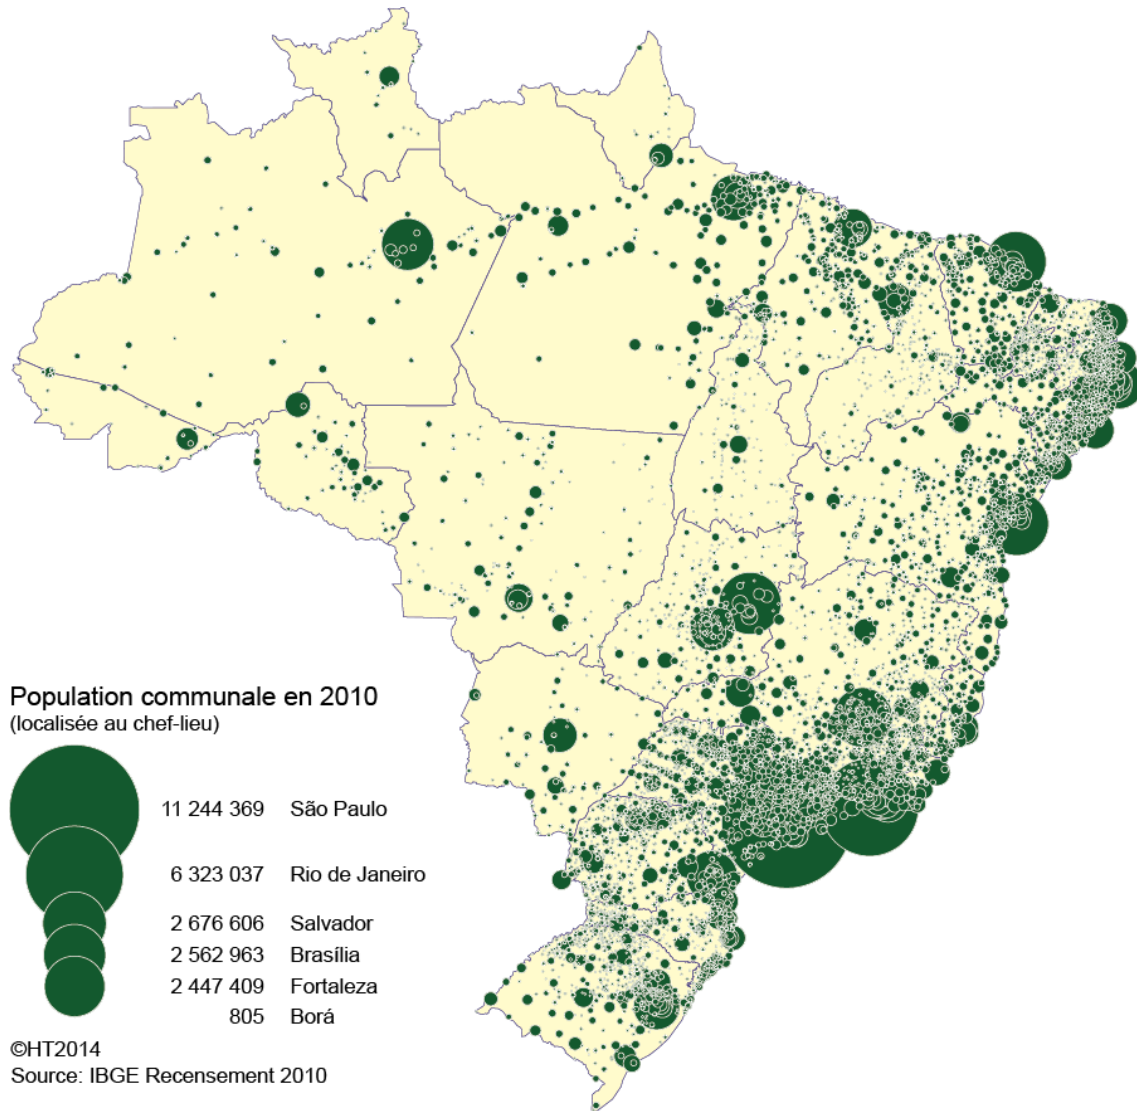 Population communale en 2010
(localisée au chef-lieu)
11 244 369 São Paulo
6 323 037 Rio de Janeiro
2 676 606 Salvador
2 562 963 Brasília
2 447 409 Fortaleza
805 Borá
©HT2014
Source: IBGE Recensement 2010